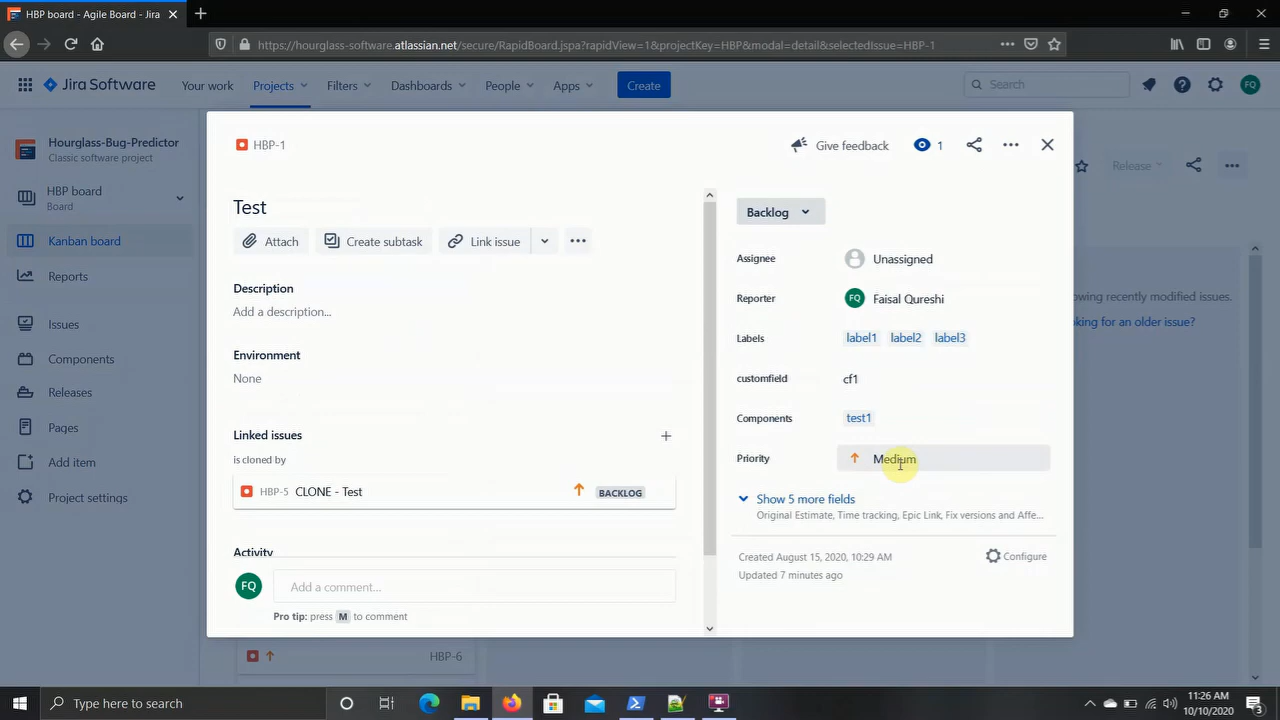 HBP board - Agile Board - Jira
https://hourglass-software.atlassian.net/secure/RapidBoard.jspa?rapidView=1&projectKey=HBP&modal=detail&selectedIssue=HBP-1
Jira Software Your work Projects Filters Dashboards People Apps Create Search FQ
Hourglass-Bug-Predictor
Classic software project
HBP board
Board
Kanban board
Reports
Issues
Components
Releases
Pages
Add item
Project settings
Release
owing recently modified issues.
oking for an older issue?
HBP-1
Give feedback 1
Test
Attach Create subtask Link issue
Description
Add a description...
Environment
None
Linked issues
is cloned by
HBP-5 CLONE - Test BACKLOG
Activity
FQ Add a comment...
Pro tip: press M to comment
Backlog
Assignee Unassigned
Reporter FQ Faisal Qureshi
Labels label1 label2 label3
customfield cf1
Components test1
Priority Medium
Show 5 more fields
Original Estimate, Time tracking, Epic Link, Fix versions and Affe...
Created August 15, 2020, 10:29 AM
Configure
Updated 7 minutes ago
HBP-6
Type here to search
11:26 AM
10/10/2020
3